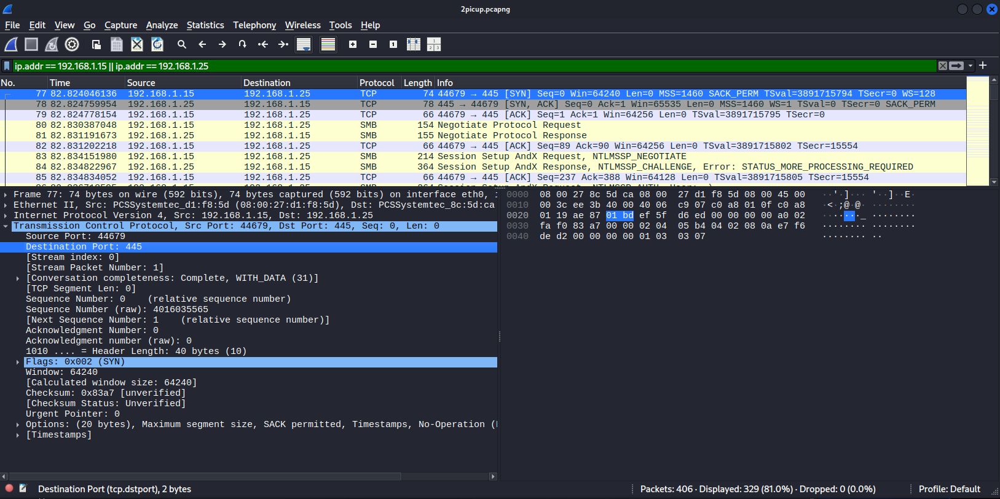 2picup.pcapng
File Edit View Go Capture Analyze Statistics Telephony Wireless Tools Help
ip.addr == 192.168.1.15 || ip.addr == 192.168.1.25
No. Time Source Destination Protocol Length Info
77 82.824046136 192.168.1.15 192.168.1.25 TCP 74 44679 → 445 [SYN] Seq=0 Win=64240 Len=0 MSS=1460 SACK_PERM TSval=3891715794 TSecr=0 WS=128
78 82.824759954 192.168.1.25 192.168.1.15 TCP 78 445 → 44679 [SYN, ACK] Seq=0 Ack=1 Win=65535 Len=0 MSS=1460 WS=1 TSval=0 TSecr=0 SACK_PERM
79 82.824778154 192.168.1.15 192.168.1.25 TCP 66 44679 → 445 [ACK] Seq=1 Ack=1 Win=64256 Len=0 TSval=3891715795 TSecr=0
80 82.830387048 192.168.1.15 192.168.1.25 SMB 154 Negotiate Protocol Request
81 82.831191673 192.168.1.25 192.168.1.15 SMB 155 Negotiate Protocol Response
82 82.831202218 192.168.1.15 192.168.1.25 TCP 66 44679 → 445 [ACK] Seq=89 Ack=90 Win=64256 Len=0 TSval=3891715802 TSecr=15554
83 82.834151980 192.168.1.15 192.168.1.25 SMB 214 Session Setup AndX Request, NTLMSSP_NEGOTIATE
84 82.834822967 192.168.1.25 192.168.1.15 SMB 364 Session Setup AndX Response, NTLMSSP_CHALLENGE, Error: STATUS_MORE_PROCESSING_REQUIRED
85 82.834834052 192.168.1.15 192.168.1.25 TCP 66 44679 → 445 [ACK] Seq=237 Ack=388 Win=64128 Len=0 TSval=3891715805 TSecr=15554
Frame 77: 74 bytes on wire (592 bits), 74 bytes captured (592 bits) on interface eth0,
Ethernet II, Src: PCSSystemtec_d1:f8:5d (08:00:27:d1:f8:5d), Dst: PCSSystemtec_8c:5d:ca
Internet Protocol Version 4, Src: 192.168.1.15, Dst: 192.168.1.25
Transmission Control Protocol, Src Port: 44679, Dst Port: 445, Seq: 0, Len: 0
Source Port: 44679
Destination Port: 445
[Stream index: 0]
[Stream Packet Number: 1]
[Conversation completeness: Complete, WITH_DATA (31)]
[TCP Segment Len: 0]
Sequence Number: 0 (relative sequence number)
Sequence Number (raw): 4016035565
[Next Sequence Number: 1 (relative sequence number)]
Acknowledgment Number: 0
Acknowledgment number (raw): 0
1010 .... = Header Length: 40 bytes (10)
Flags: 0x002 (SYN)
Window: 64240
[Calculated window size: 64240]
Checksum: 0x83a7 [unverified]
[Checksum Status: Unverified]
Urgent Pointer: 0
Options: (20 bytes), Maximum segment size, SACK permitted, Timestamps, No-Operation (
[Timestamps]
0000 08 00 27 8c 5d ca 08 00 27 d1 f8 5d 08 00 45 00 ··'·]··· '··]··E·
0010 00 3c ee 3b 40 00 40 06 c9 07 c0 a8 01 0f c0 a8 ·<·;@·@· ········
0020 01 19 ae 87 01 bd ef 5f d6 ed 00 00 00 00 a0 02 ·······_ ········
0030 fa f0 83 a7 00 00 02 04 05 b4 04 02 08 0a e7 f6 ········ ········
0040 de d2 00 00 00 00 01 03 03 07 ········ ··
Destination Port (tcp.dstport), 2 bytes
Packets: 406 · Displayed: 329 (81.0%) · Dropped: 0 (0.0%)
Profile: Default